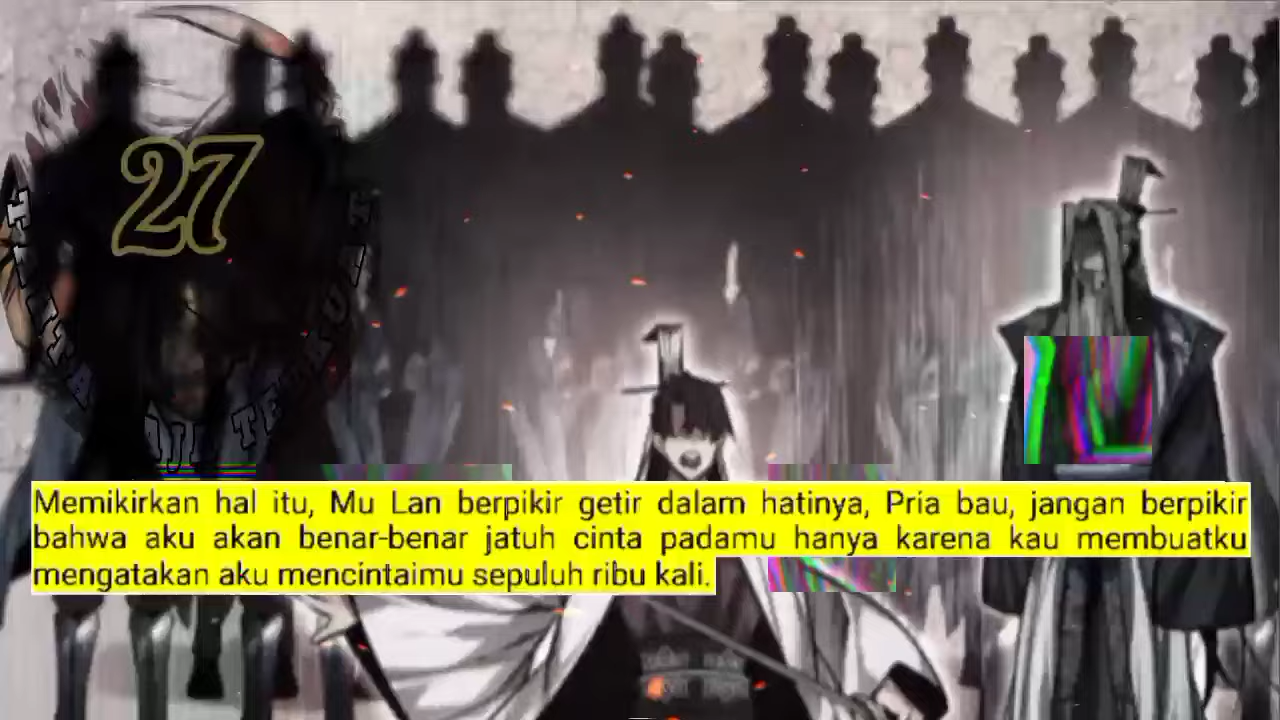 27
Memikirkan hal itu, Mu Lan berpikir getir dalam hatinya, Pria bau, jangan berpikir
bahwa aku akan benar-benar jatuh cinta padamu hanya karena kau membuatku
mengatakan aku mencintaimu sepuluh ribu kali.